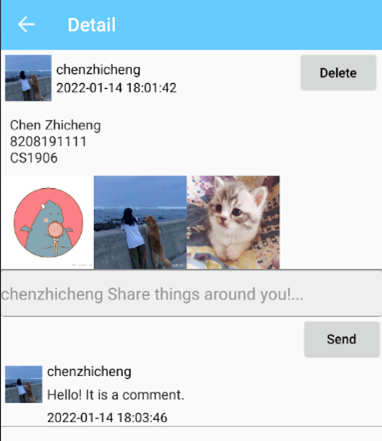 Detail
chenzhicheng
2022-01-14 18:01:42
Delete
Chen Zhicheng
8208191111
CS1906
chenzhicheng Share things around you!...
Send
chenzhicheng
Hello! It is a comment.
2022-01-14 18:03:46